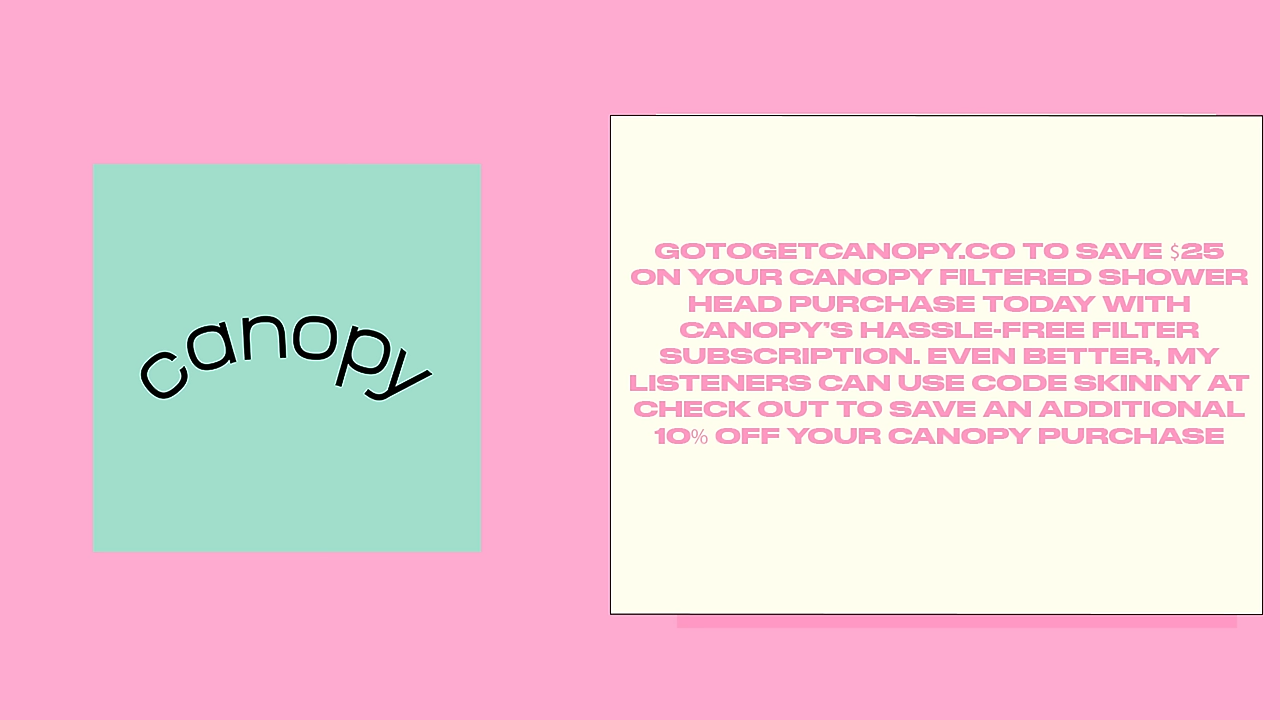 canopy
GOTOGETCANOPY.CO TO SAVE $25
ON YOUR CANOPY FILTERED SHOWER
HEAD PURCHASE TODAY WITH
CANOPY'S HASSLE-FREE FILTER
SUBSCRIPTION. EVEN BETTER, MY
LISTENERS CAN USE CODE SKINNY AT
CHECK OUT TO SAVE AN ADDITIONAL
10% OFF YOUR CANOPY PURCHASE